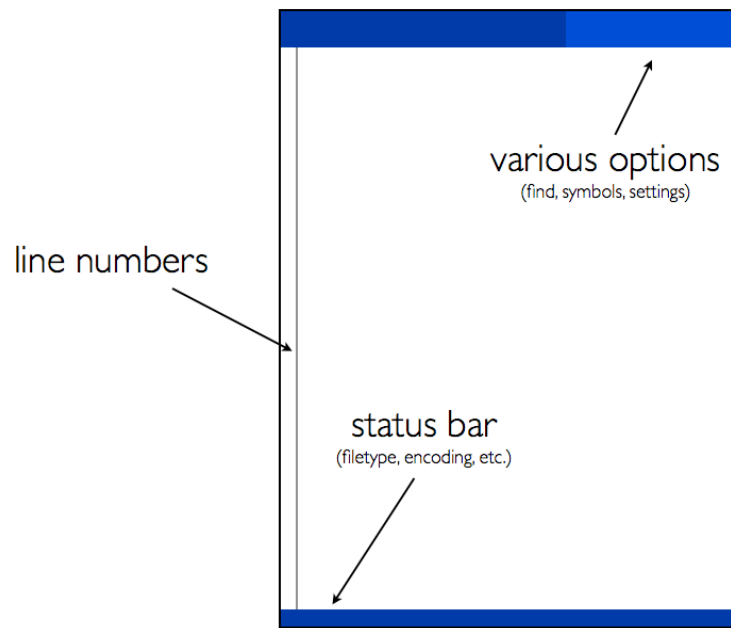 various options
(find, symbols, settings)
line numbers
status bar
(filetype, encoding, etc.)